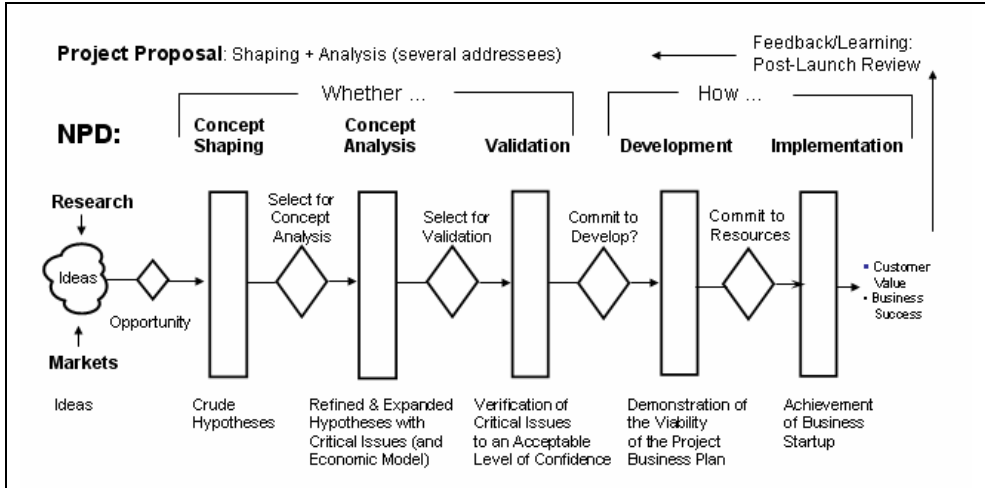 Project Proposal: Shaping + Analysis (several addressees)
Feedback/Learning:
Post-Launch Review
Whether ...
How ...
NPD:
Concept
Shaping
Concept
Analysis
Validation
Development
Implementation
Research
Ideas
Markets
Opportunity
Select for
Concept
Analysis
Select for
Validation
Commit to
Develop?
Commit to
Resources
▪ Customer
Value
• Business
Success
Ideas
Crude
Hypotheses
Refined & Expanded
Hypotheses with
Critical Issues (and
Economic Model)
Verification of
Critical Issues
to an Acceptable
Level of Confidence
Demonstration of
the Viability
of the Project
Business Plan
Achievement
of Business
Startup